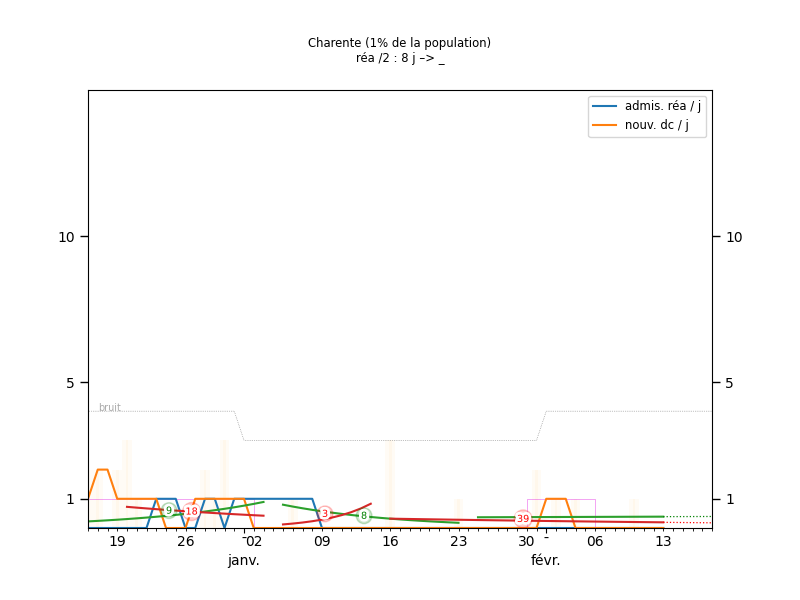 Charente (1% de la population)
réa /2 : 8 j –> _
admis. réa / j
nouv. dc / j
10
10
5
5
bruit
1
1
9
18
3
8
39
19
26
02
09
16
23
30
06
13
janv.
févr.